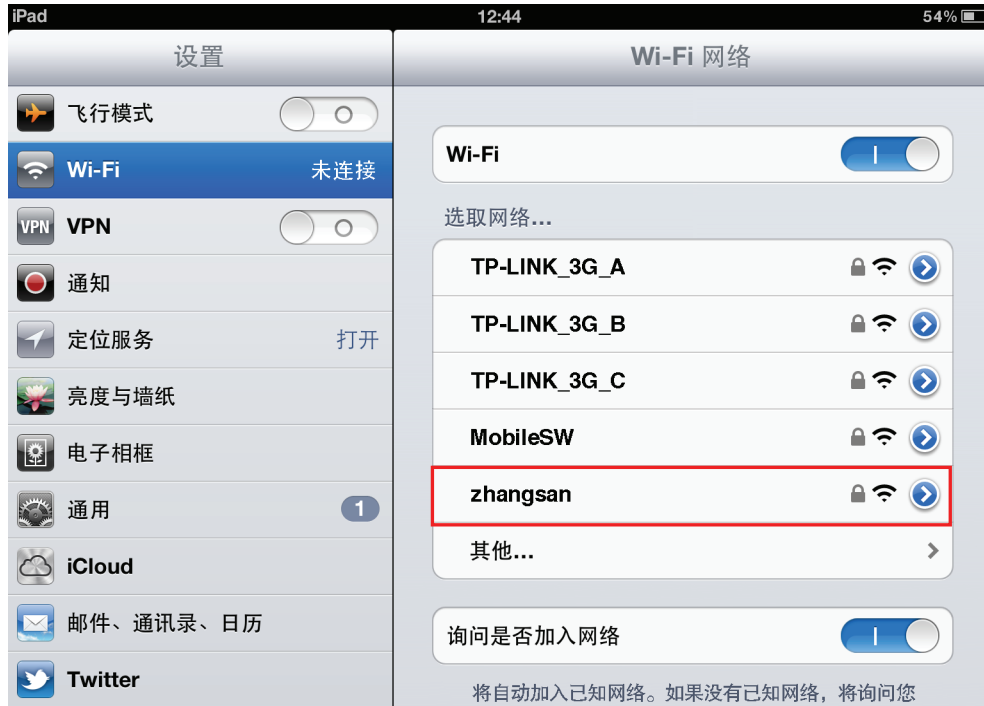 iPad 12:44 54%
设置
Wi-Fi 网络
飞行模式
Wi-Fi 未连接
VPN VPN
通知
定位服务 打开
亮度与墙纸
电子相框
通用 1
iCloud
邮件、通讯录、日历
Twitter
Wi-Fi
选取网络...
TP-LINK_3G_A
TP-LINK_3G_B
TP-LINK_3G_C
MobileSW
zhangsan
其他...
询问是否加入网络
将自动加入已知网络。如果没有已知网络，将询问您